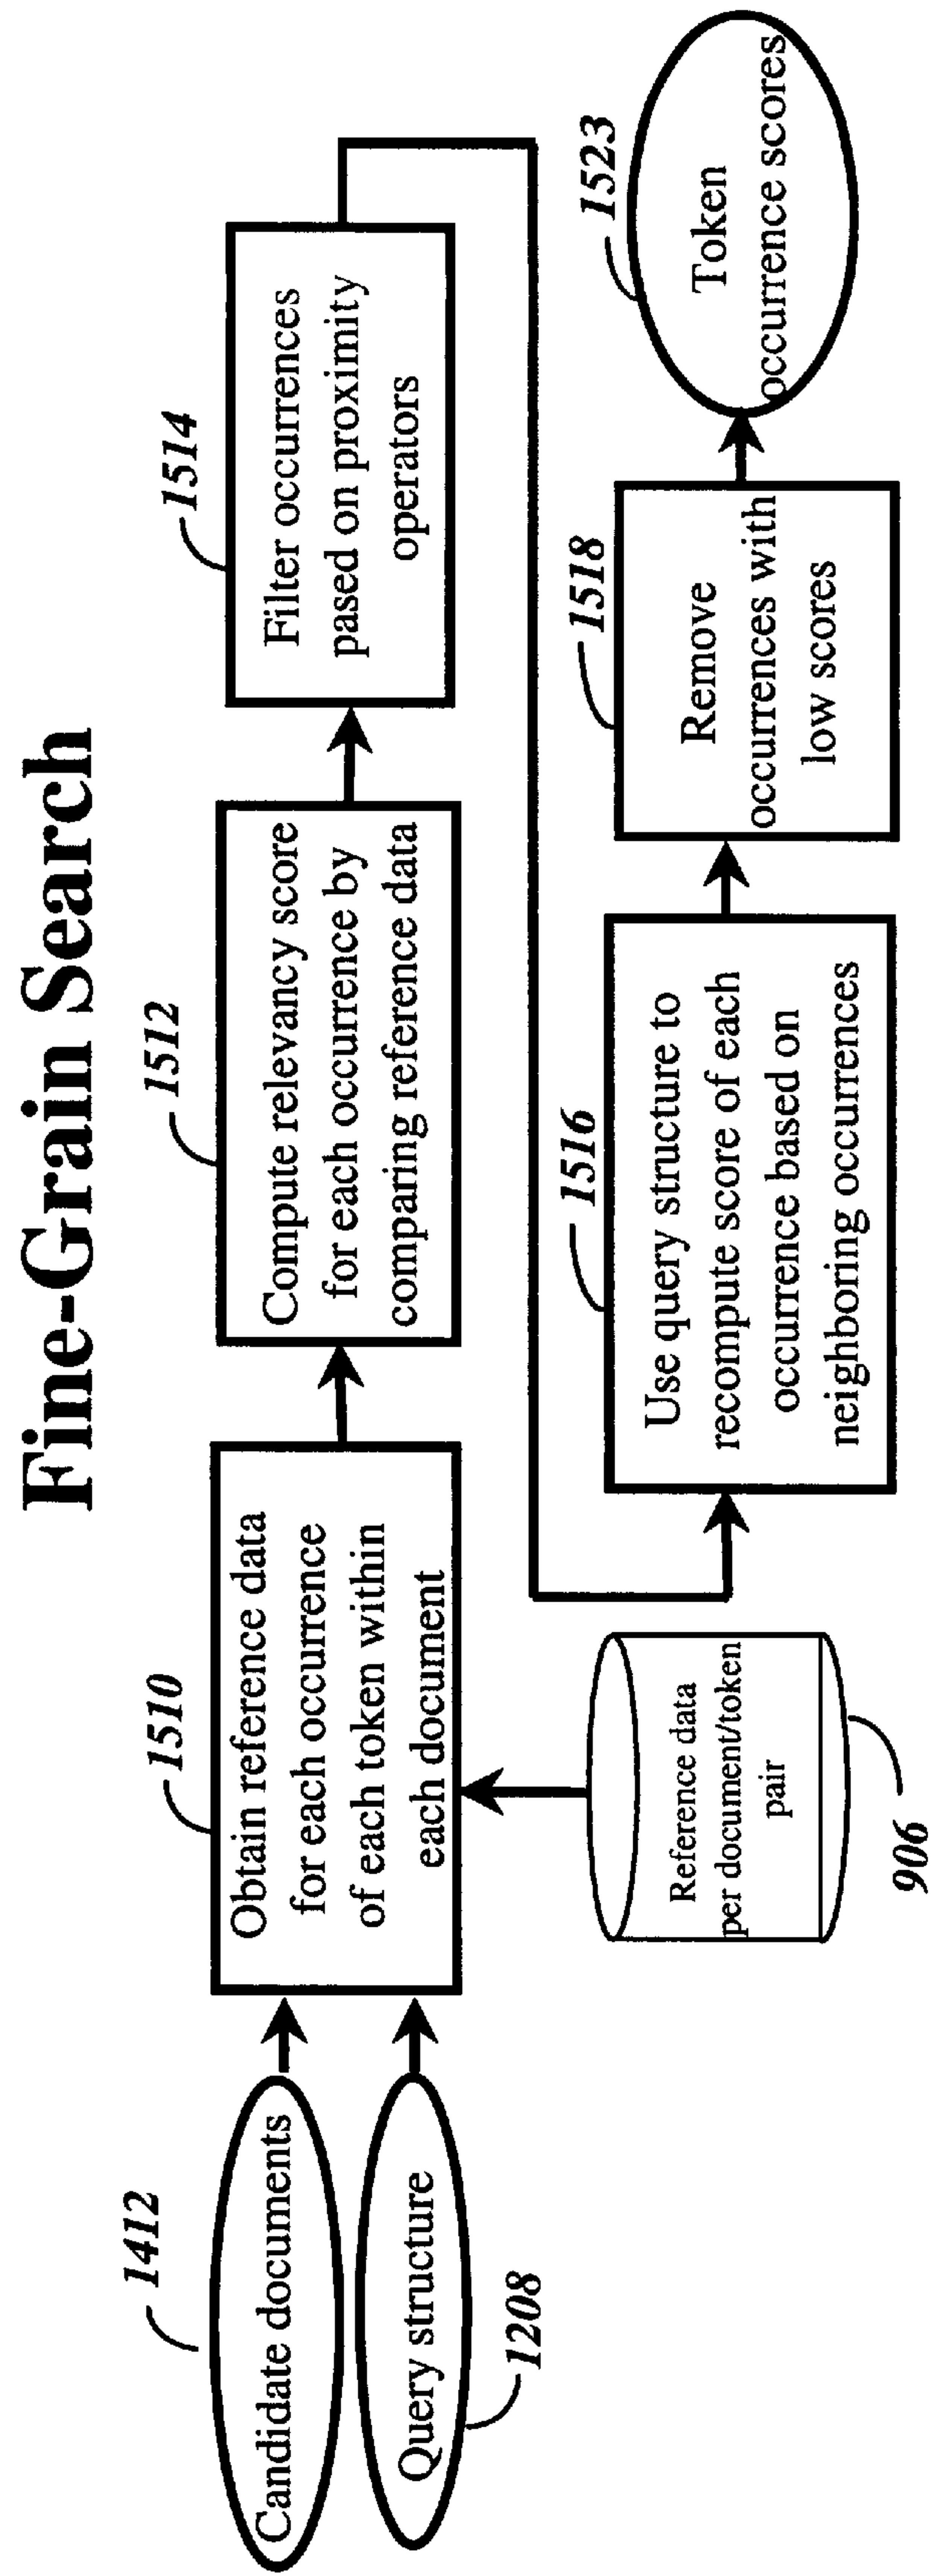 Fine-Grain Search
1412
Candidate documents
Query structure
1208
1510
Obtain reference data
for each occurrence
of each token within
each document
Reference data
per document/token
pair
906
1512
Compute relevancy score
for each occurrence by
comparing reference data
1514
Filter occurrences
pased on proximity
operators
1516
Use query structure to
recompute score of each
occurrence based on
neighboring occurrences
1518
Remove
occurrences with
low scores
1523
Token
occurrence scores